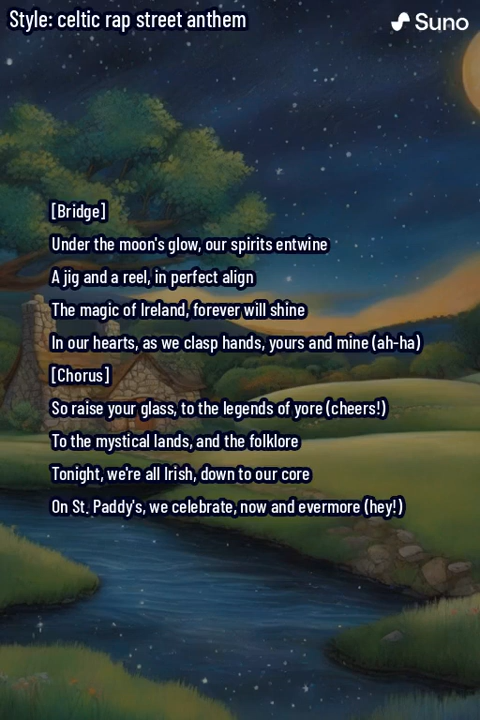 Style: celtic rap street anthem
Suno
[Bridge]
Under the moon's glow, our spirits entwine
A jig and a reel, in perfect align
The magic of Ireland, forever will shine
In our hearts, as we clasp hands, yours and mine (ah-ha)
[Chorus]
So raise your glass, to the legends of yore (cheers!)
To the mystical lands, and the folklore
Tonight, we're all Irish, down to our core
On St. Paddy's, we celebrate, now and evermore (hey!)